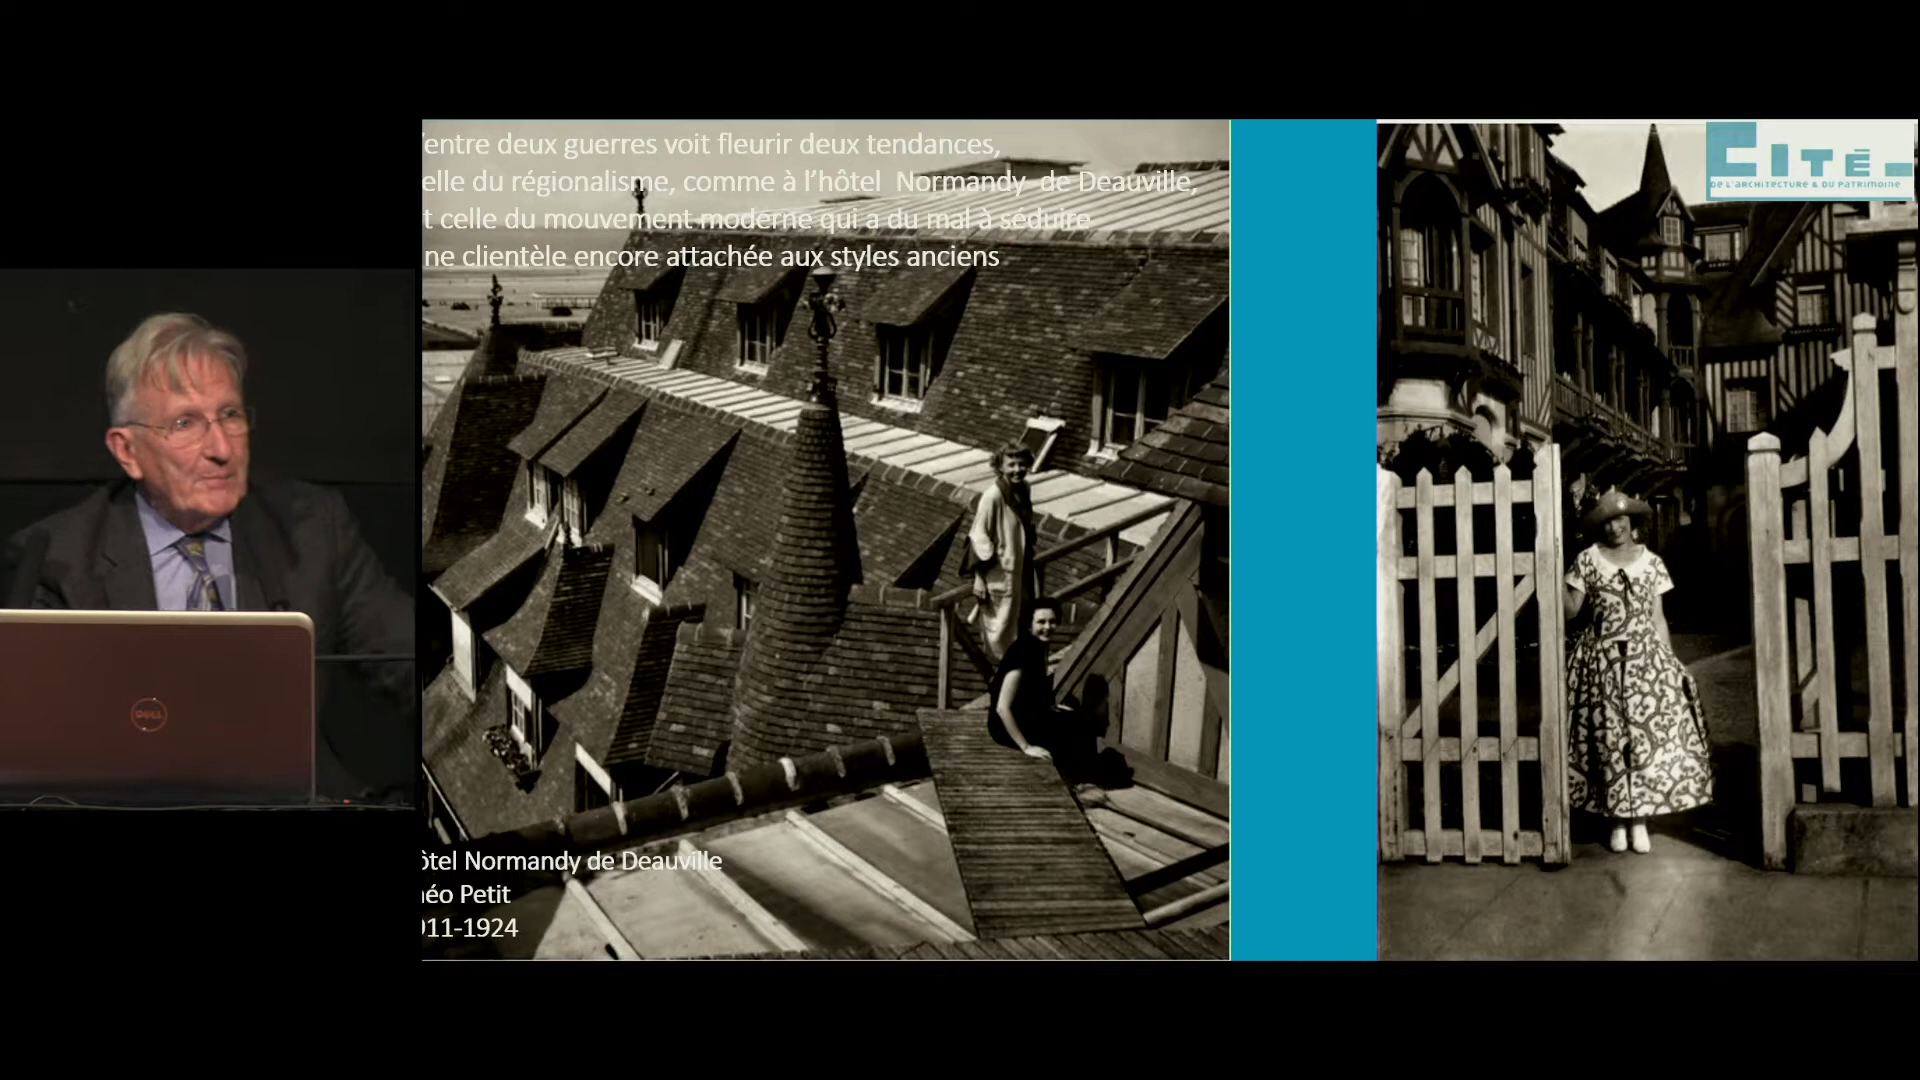 'entre deux guerres voit fleurir deux tendances,
elle du régionalisme, comme à l'hôtel Normandy de Deauville,
t celle du mouvement moderne qui a du mal à séduire
ne clientèle encore attachée aux styles anciens
CITÉ
DE L'ARCHITECTURE & DU PATRIMOINE
DELL
ôtel Normandy de Deauville
éo Petit
11-1924